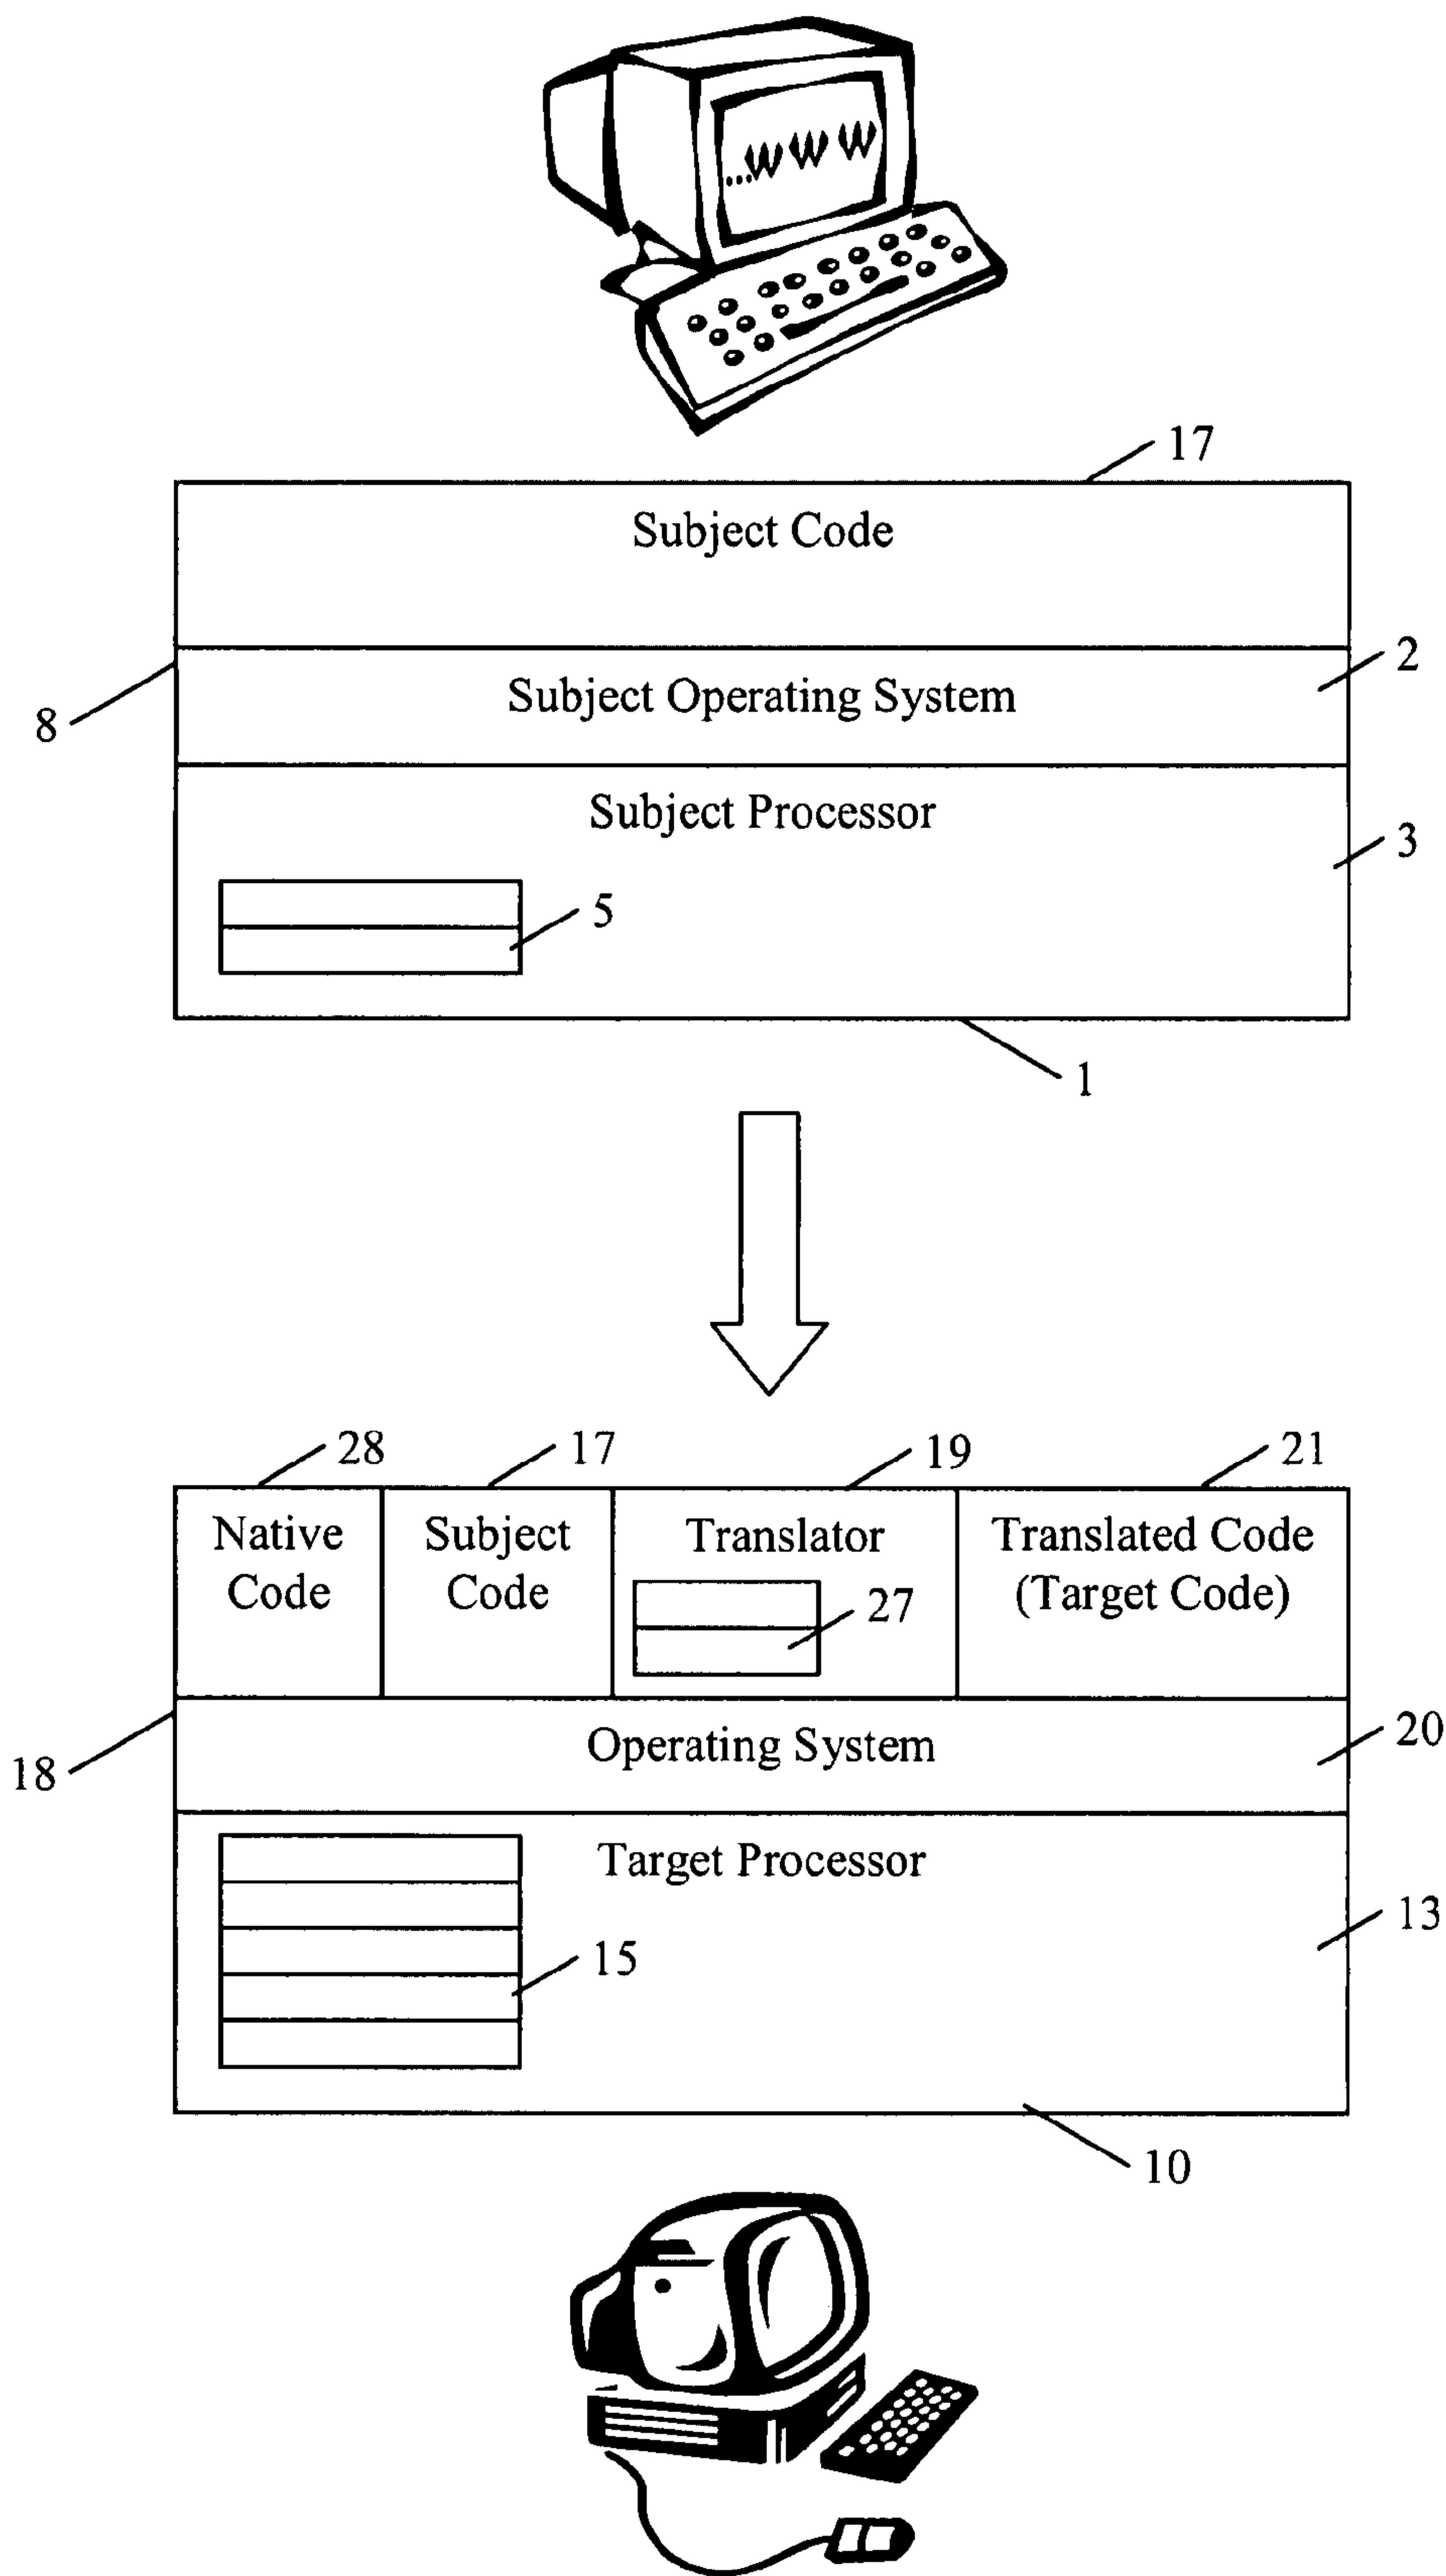 ...W W W
17
Subject Code
2
8
Subject Operating System
Subject Processor
3
5
1
28 17 19 21
Native Subject Translator Translated Code
Code Code (Target Code)
27
20
Operating System
18
Target Processor
13
15
10